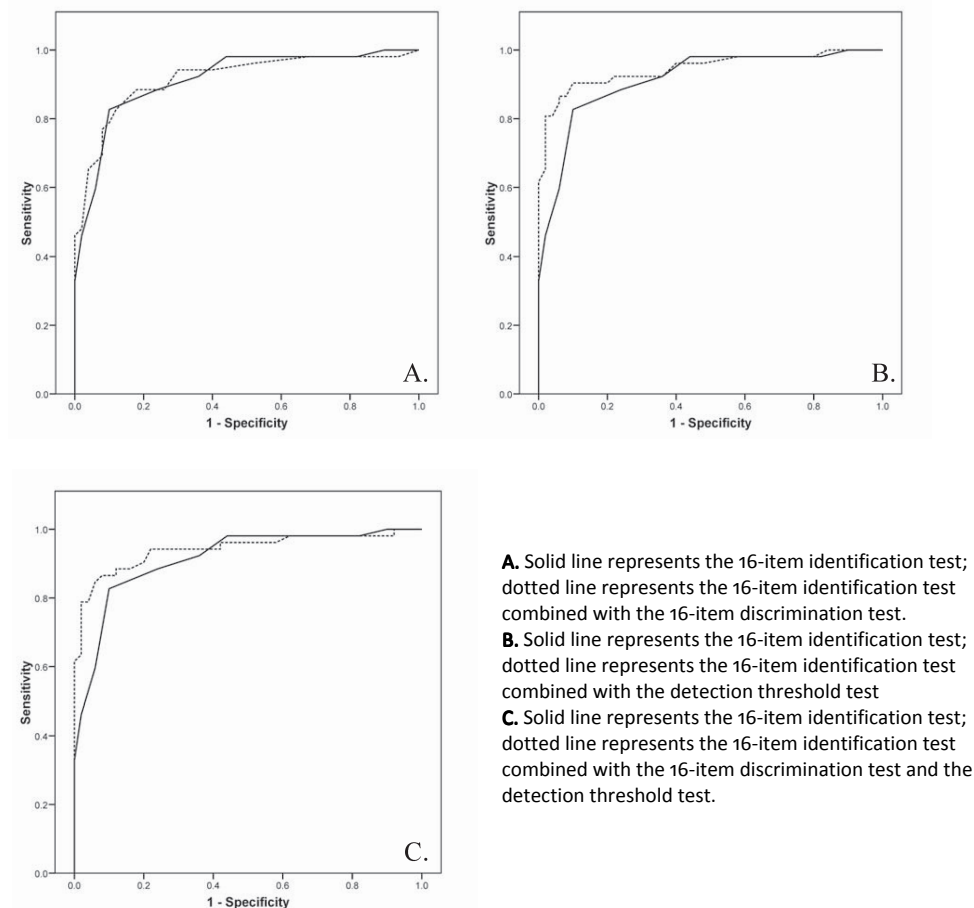 1.0
0.8
0.6
0.4
0.2
0.0
Sensitivity
0.0 0.2 0.4 0.6 0.8 1.0
1 - Specificity
A.
1.0
0.8
0.6
0.4
0.2
0.0
Sensitivity
0.0 0.2 0.4 0.6 0.8 1.0
1 - Specificity
B.
1.0
0.8
0.6
0.4
0.2
0.0
Sensitivity
0.0 0.2 0.4 0.6 0.8 1.0
1 - Specificity
C.
A. Solid line represents the 16-item identification test;
dotted line represents the 16-item identification test
combined with the 16-item discrimination test.
B. Solid line represents the 16-item identification test;
dotted line represents the 16-item identification test
combined with the detection threshold test
C. Solid line represents the 16-item identification test;
dotted line represents the 16-item identification test
combined with the 16-item discrimination test and the
detection threshold test.